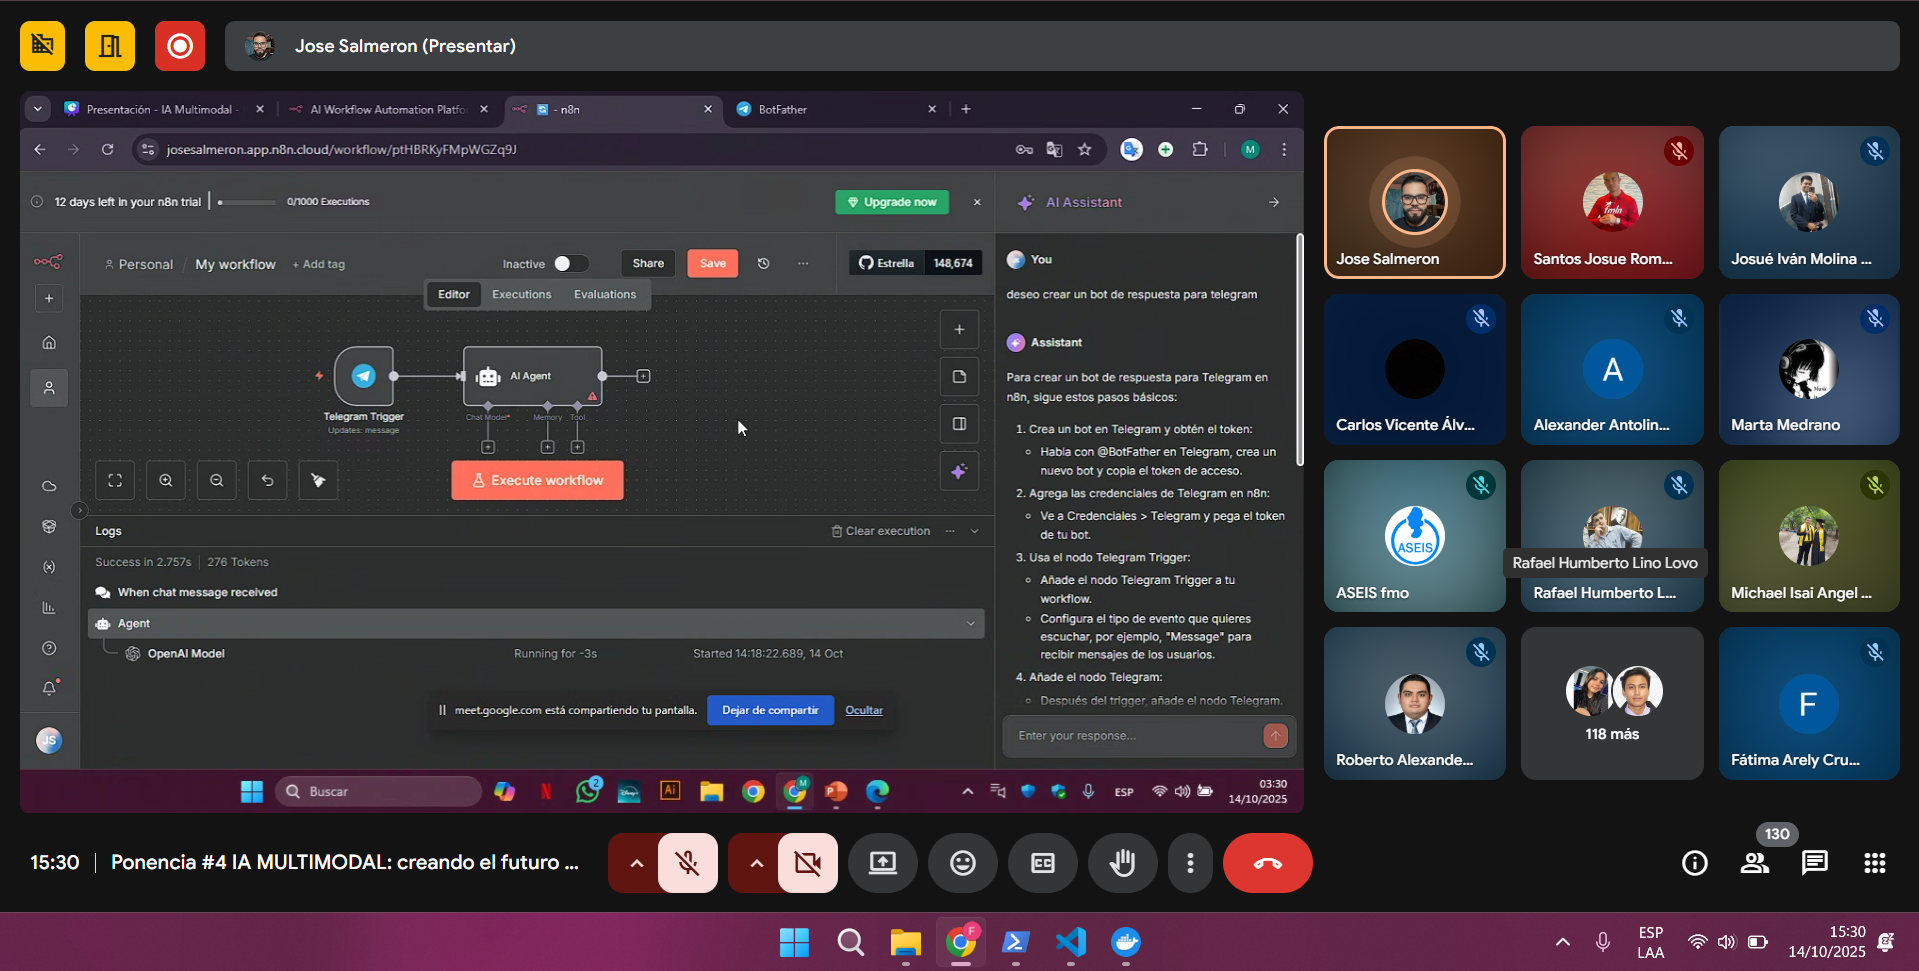 Jose Salmeron (Presentar)
Presentación - IA Multimodal -
AI Workflow Automation Platfo
- n8n
BotFather
josesalmeron.app.n8n.cloud/workflow/ptHBRKyFMpWGZq9J
M
12 days left in your n8n trial
0/1000 Executions
Upgrade now
AI Assistant
Personal / My workflow + Add tag
Inactive
Share
Save
Estrella 148,674
Editor
Executions
Evaluations
AI Agent
Telegram Trigger
Updates: message
Chat Model*
Memory
Tool
Execute workflow
Logs
Clear execution
Success in 2.757s | 276 Tokens
When chat message received
Agent
OpenAI Model
Running for -3s
Started 14:18:22.689, 14 Oct
meet.google.com está compartiendo tu pantalla.
Dejar de compartir
Ocultar
JS
You
deseo crear un bot de respuesta para telegram
Assistant
Para crear un bot de respuesta para Telegram en
n8n, sigue estos pasos básicos:
1. Crea un bot en Telegram y obtén el token:
Habla con @BotFather en Telegram, crea un
nuevo bot y copia el token de acceso.
2. Agrega las credenciales de Telegram en n8n:
Ve a Credenciales > Telegram y pega el token
de tu bot.
3. Usa el nodo Telegram Trigger:
Añade el nodo Telegram Trigger a tu
workflow.
Configura el tipo de evento que quieres
escuchar, por ejemplo, "Message" para
recibir mensajes de los usuarios.
4. Añade el nodo Telegram:
Después del trigger, añade el nodo Telegram.
Enter your response...
Buscar
2
Ai
M
ESP
03:30
14/10/2025
Jose Salmeron
Santos Josue Rom...
Josué Iván Molina ...
Carlos Vicente Álv...
A
Alexander Antolin...
Marta Medrano
ASEIS
ASEIS fmo
Rafael Humberto Lino Lovo
Rafael Humberto L...
Michael Isai Angel ...
Roberto Alexande...
118 más
F
Fátima Arely Cru...
15:30 | Ponencia #4 IA MULTIMODAL: creando el futuro ...
130
F
ESP
LAA
15:30
14/10/2025